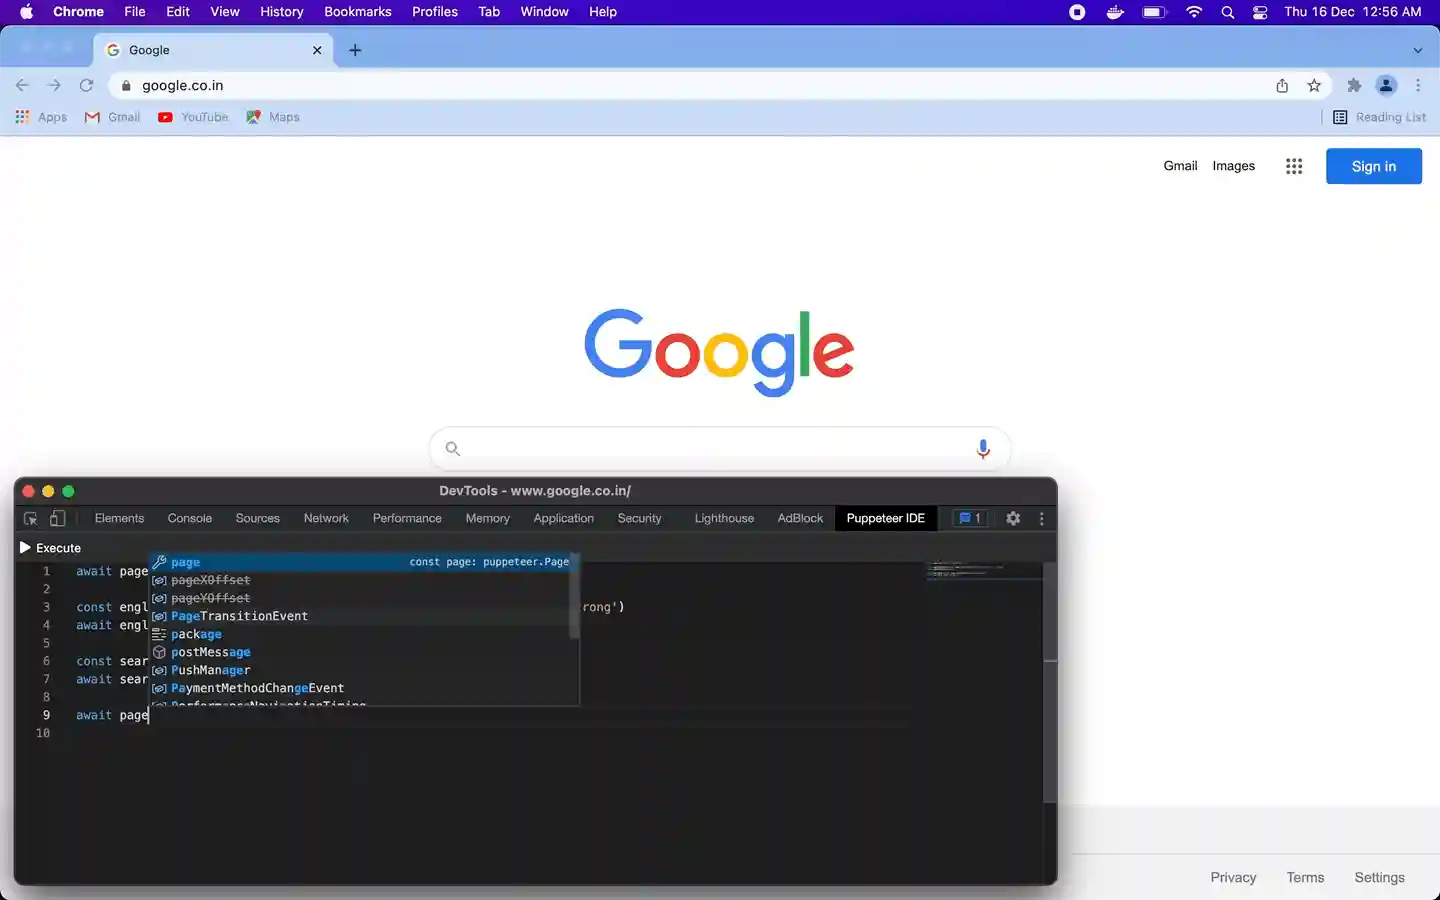 Chrome File Edit View History Bookmarks Profiles Tab Window Help Thu 16 Dec 12:56 AM
Google
google.co.in
Apps Gmail YouTube Maps Reading List
Gmail Images Sign in
Google
DevTools - www.google.co.in/
Elements Console Sources Network Performance Memory Application Security Lighthouse AdBlock Puppeteer IDE 1
Execute
page const page: puppeteer.Page
1 await page
pageXOffset
2
pageYOffset
3 const engl rong')
PageTransitionEvent
4 await engl
package
5
postMessage
6 const sear
PushManager
7 await sear
PaymentMethodChangeEvent
8
PerformanceNavigationTiming
9 await page
10
Privacy Terms Settings